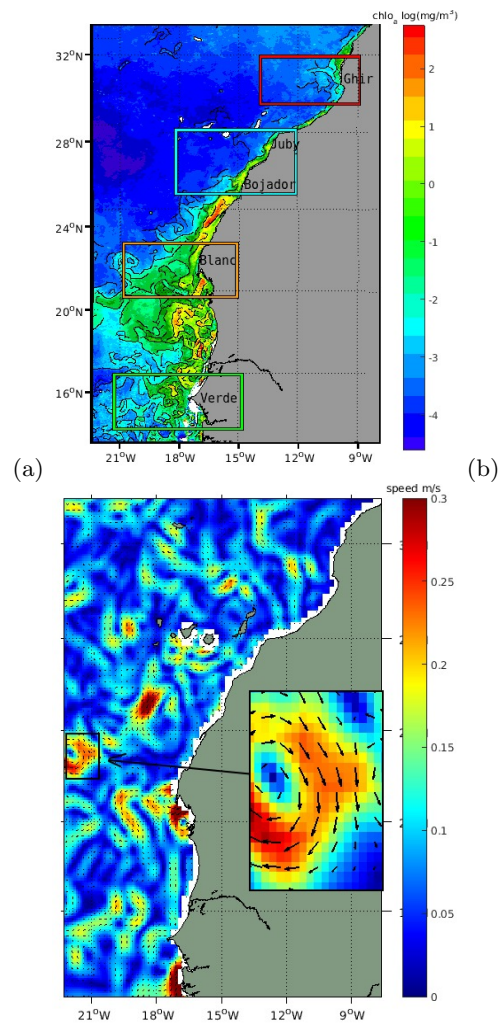 chlo_a log(mg/m³)
32°N
28°N
24°N
20°N
16°N
Ghir
Juby
Bojador
Blanc
Verde
2
1
0
-1
-2
-3
-4
21°W 18°W 15°W 12°W 9°W
(a) (b)
speed m/s
0.3
0.25
0.2
0.15
0.1
0.05
0
21°W 18°W 15°W 12°W 9°W